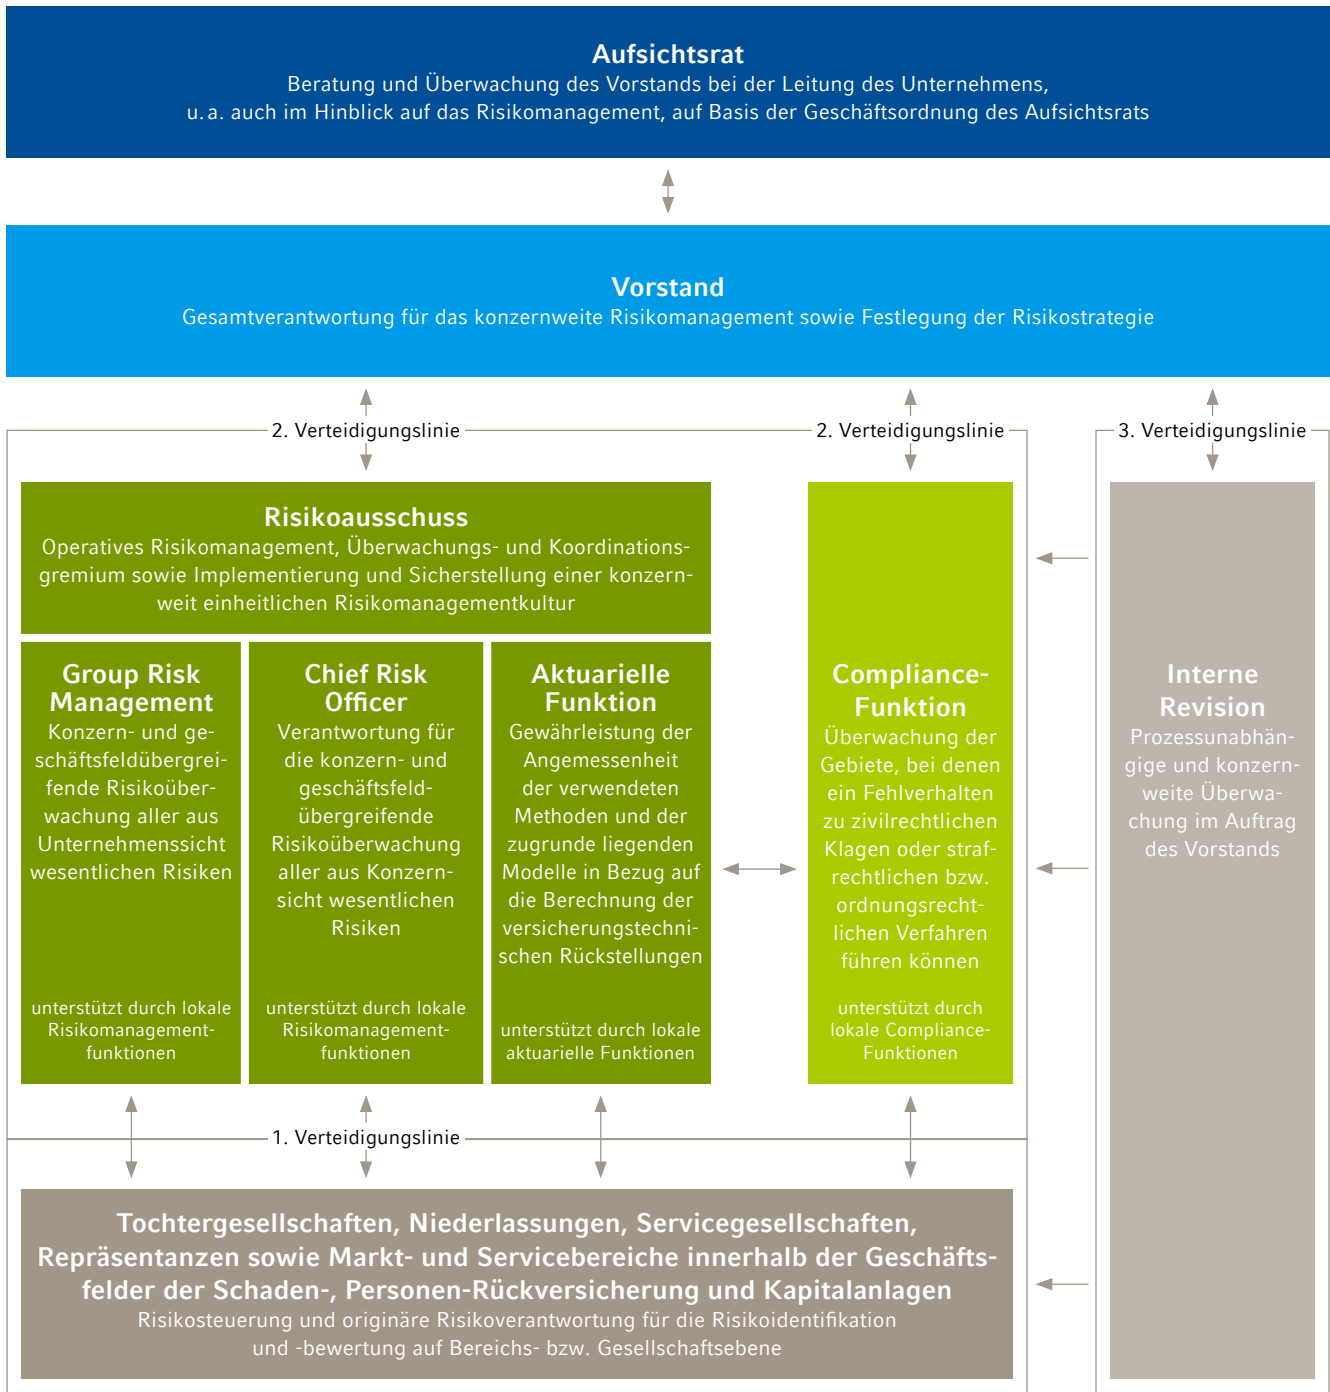 Aufsichtsrat
Beratung und Überwachung des Vorstands bei der Leitung des Unternehmens,
u. a. auch im Hinblick auf das Risikomanagement, auf Basis der Geschäftsordnung des Aufsichtsrats
Vorstand
Gesamtverantwortung für das konzernweite Risikomanagement sowie Festlegung der Risikostrategie
2. Verteidigungslinie
2. Verteidigungslinie
3. Verteidigungslinie
Risikoausschuss
Operatives Risikomanagement, Überwachungs- und Koordinations-
gremium sowie Implementierung und Sicherstellung einer konzern-
weit einheitlichen Risikomanagementkultur
Group Risk
Management
Konzern- und ge-
schäftsfeldübergrei-
fende Risikoüber-
wachung aller aus
Unternehmenssicht
wesentlichen Risiken
unterstützt durch lokale
Risikomanagement-
funktionen
Chief Risk
Officer
Verantwortung für
die konzern- und
geschäftsfeld-
übergreifende
Risikoüberwachung
aller aus Konzern-
sicht wesentlichen
Risiken
unterstützt durch lokale
Risikomanagement-
funktionen
Aktuarielle
Funktion
Gewährleistung der
Angemessenheit
der verwendeten
Methoden und der
zugrunde liegenden
Modelle in Bezug auf
die Berechnung der
versicherungstechni-
schen Rückstellungen
unterstützt durch lokale
aktuarielle Funktionen
Compliance-
Funktion
Überwachung der
Gebiete, bei denen
ein Fehlverhalten
zu zivilrechtlichen
Klagen oder straf-
rechtlichen bzw.
ordnungsrecht-
lichen Verfahren
führen können
unterstützt durch
lokale Compliance-
Funktionen
Interne
Revision
Prozessunabhän-
gige und konzern-
weite Überwa-
chung im Auftrag
des Vorstands
1. Verteidigungslinie
Tochtergesellschaften, Niederlassungen, Servicegesellschaften,
Repräsentanzen sowie Markt- und Servicebereiche innerhalb der Geschäfts-
felder der Schaden-, Personen-Rückversicherung und Kapitalanlagen
Risikosteuerung und originäre Risikoverantwortung für die Risikoidentifikation
und -bewertung auf Bereichs- bzw. Gesellschaftsebene